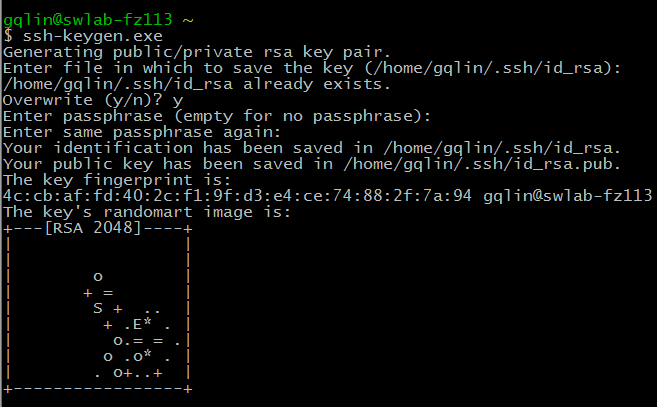 gqlin@swlab-fz113 ~
$ ssh-keygen.exe
Generating public/private rsa key pair.
Enter file in which to save the key (/home/gqlin/.ssh/id_rsa):
/home/gqlin/.ssh/id_rsa already exists.
Overwrite (y/n)? y
Enter passphrase (empty for no passphrase):
Enter same passphrase again:
Your identification has been saved in /home/gqlin/.ssh/id_rsa.
Your public key has been saved in /home/gqlin/.ssh/id_rsa.pub.
The key fingerprint is:
4c:cb:af:fd:40:2c:f1:9f:d3:e4:ce:74:88:2f:7a:94 gqlin@swlab-fz113
The key's randomart image is:
+---[RSA 2048]----+
|                 |
|                 |
|        o        |
|       + =       |
|        S +  ..  |
|         + .E* . |
|          o.= = .|
|         o .o* . |
|        . o+..+  |
+-----------------+